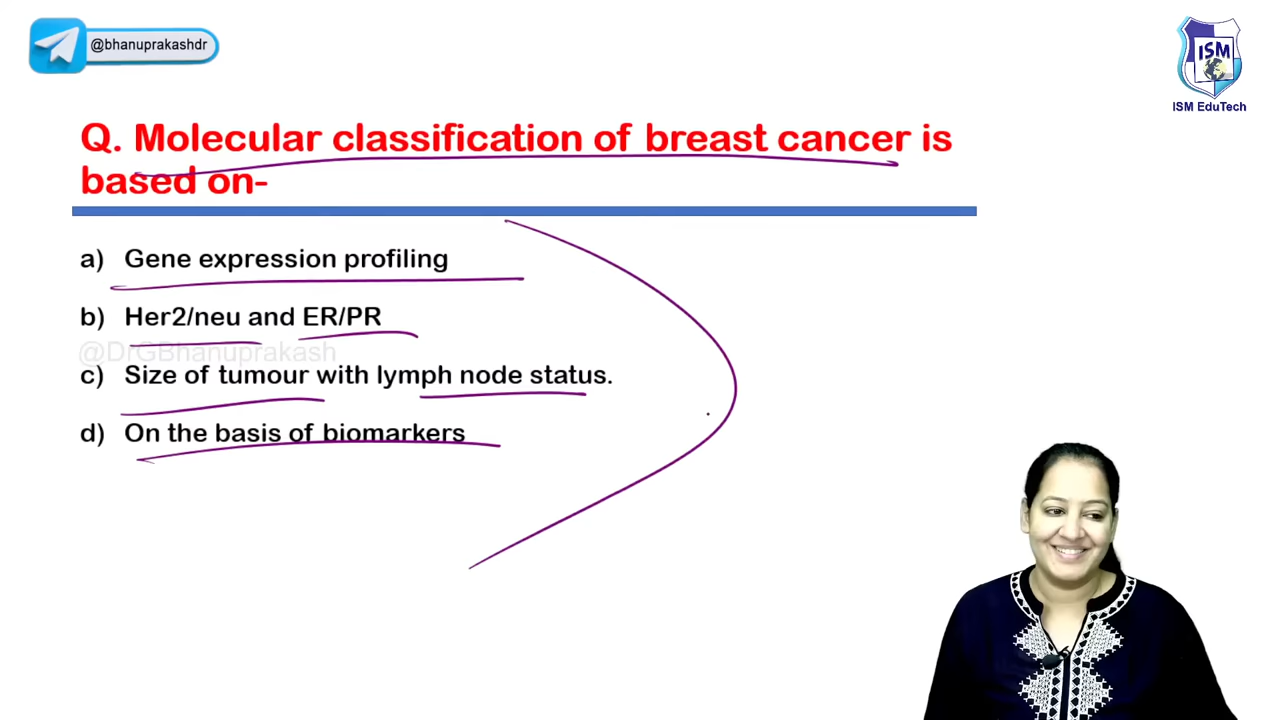 @bhanuprakashdr
ISM
ISM EduTech
Q. Molecular classification of breast cancer is
based on-
a) Gene expression profiling
b) Her2/neu and ER/PR
@DrGBhanuprakash
c) Size of tumour with lymph node status.
d) On the basis of biomarkers